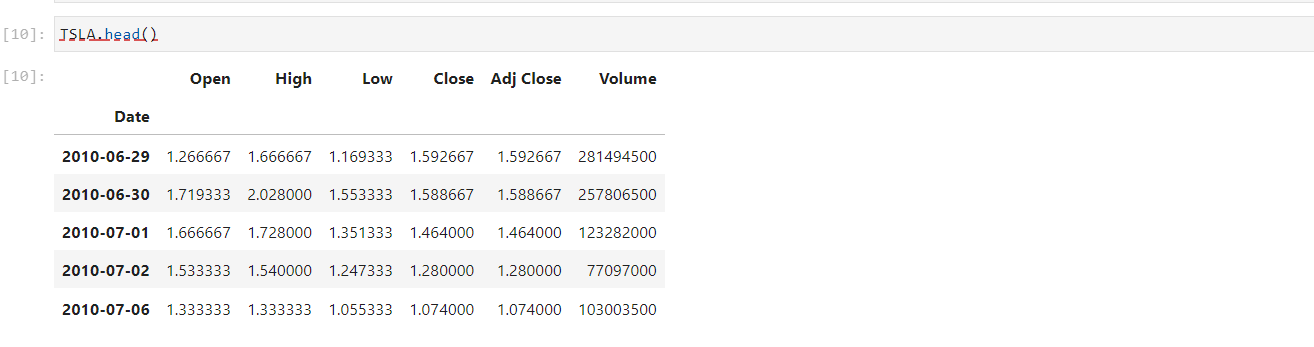 [10]: TSLA.head()
[10]:
Open High Low Close Adj Close Volume
Date
2010-06-29 1.266667 1.666667 1.169333 1.592667 1.592667 281494500
2010-06-30 1.719333 2.028000 1.553333 1.588667 1.588667 257806500
2010-07-01 1.666667 1.728000 1.351333 1.464000 1.464000 123282000
2010-07-02 1.533333 1.540000 1.247333 1.280000 1.280000 77097000
2010-07-06 1.333333 1.333333 1.055333 1.074000 1.074000 103003500